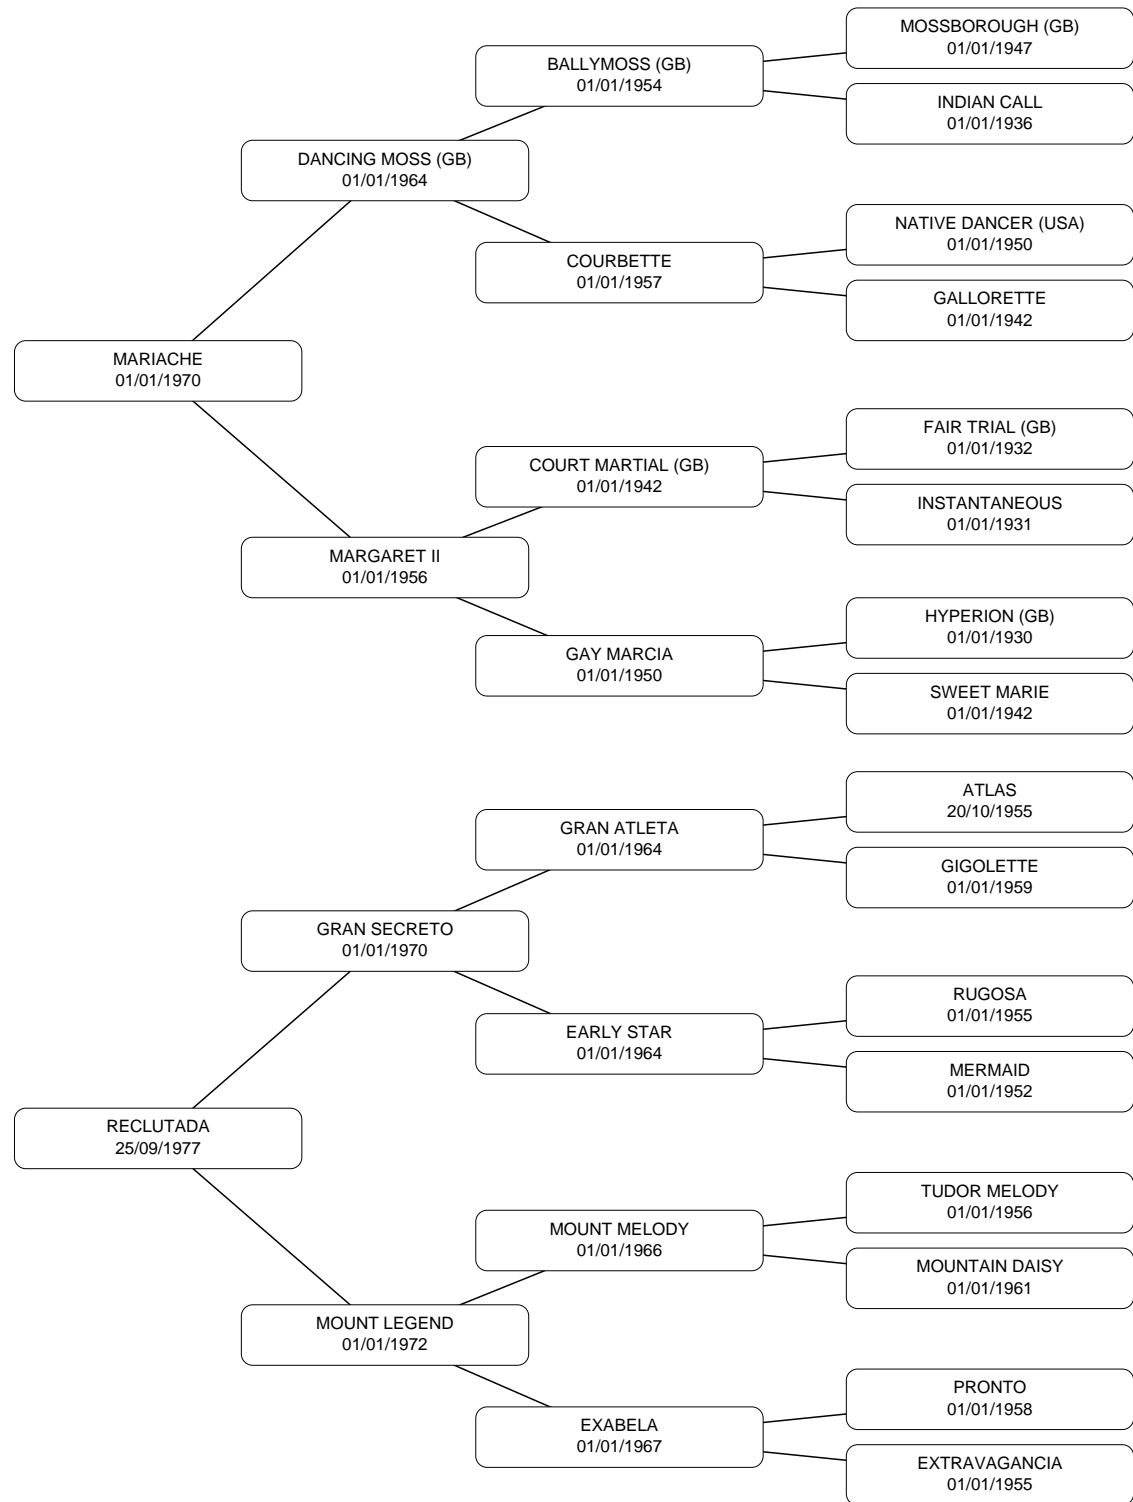 MOSSBOROUGH (GB)
01/01/1947
BALLYMOSS (GB)
01/01/1954
INDIAN CALL
01/01/1936
DANCING MOSS (GB)
01/01/1964
NATIVE DANCER (USA)
01/01/1950
COURBETTE
01/01/1957
GALLORETTE
01/01/1942
MARIACHE
01/01/1970
FAIR TRIAL (GB)
01/01/1932
COURT MARTIAL (GB)
01/01/1942
INSTANTANEOUS
01/01/1931
MARGARET II
01/01/1956
HYPERION (GB)
01/01/1930
GAY MARCIA
01/01/1950
SWEET MARIE
01/01/1942
ATLAS
20/10/1955
GRAN ATLETA
01/01/1964
GIGOLETTE
01/01/1959
GRAN SECRETO
01/01/1970
RUGOSA
01/01/1955
EARLY STAR
01/01/1964
MERMAID
01/01/1952
RECLUTADA
25/09/1977
TUDOR MELODY
01/01/1956
MOUNT MELODY
01/01/1966
MOUNTAIN DAISY
01/01/1961
MOUNT LEGEND
01/01/1972
PRONTO
01/01/1958
EXABELA
01/01/1967
EXTRAVAGANCIA
01/01/1955